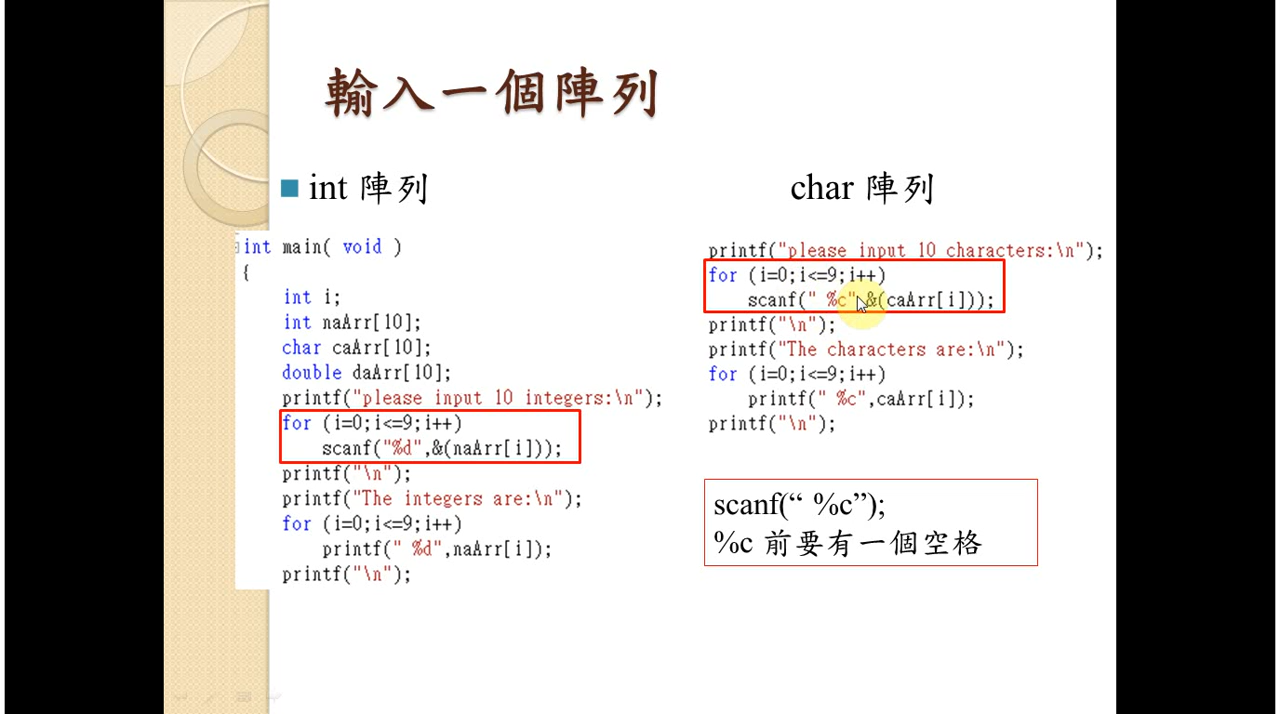 輸入一個陣列
int 陣列
int main( void )
{
int i;
int naArr[10];
char caArr[10];
double daArr[10];
printf("please input 10 integers:\n");
for (i=0;i<=9;i++)
scanf("%d",&(naArr[i]));
printf("\n");
printf("The integers are:\n");
for (i=0;i<=9;i++)
printf(" %d",naArr[i]);
printf("\n");
char 陣列
printf("please input 10 characters:\n");
for (i=0;i<=9;i++)
scanf(" %c",&(caArr[i]));
printf("\n");
printf("The characters are:\n");
for (i=0;i<=9;i++)
printf(" %c",caArr[i]);
printf("\n");
scanf(“ %c”);
%c 前要有一個空格